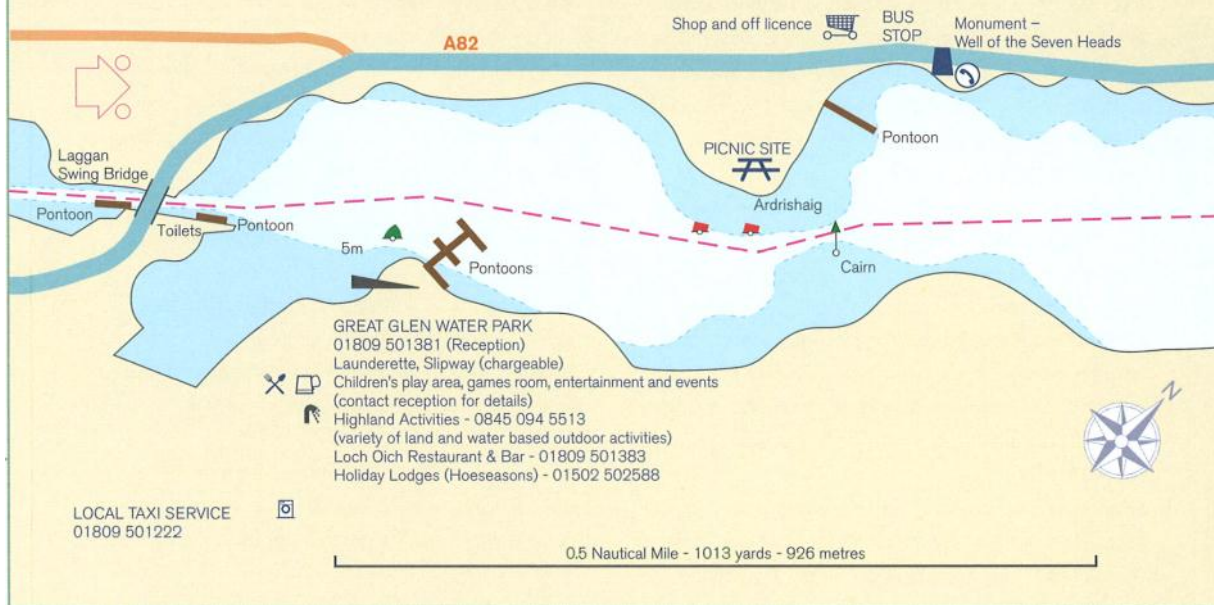 Shop and off licence
BUS
STOP
Monument –
Well of the Seven Heads
A82
Laggan
Swing Bridge
PICNIC SITE
Pontoon
Ardrishaig
Pontoon
Toilets
Pontoon
5m
Pontoons
Cairn
GREAT GLEN WATER PARK
01809 501381 (Reception)
Launderette, Slipway (chargeable)
Children's play area, games room, entertainment and events
(contact reception for details)
Highland Activities - 0845 094 5513
(variety of land and water based outdoor activities)
Loch Oich Restaurant & Bar - 01809 501383
Holiday Lodges (Hoeseasons) - 01502 502588
N
LOCAL TAXI SERVICE
01809 501222
0.5 Nautical Mile - 1013 yards - 926 metres